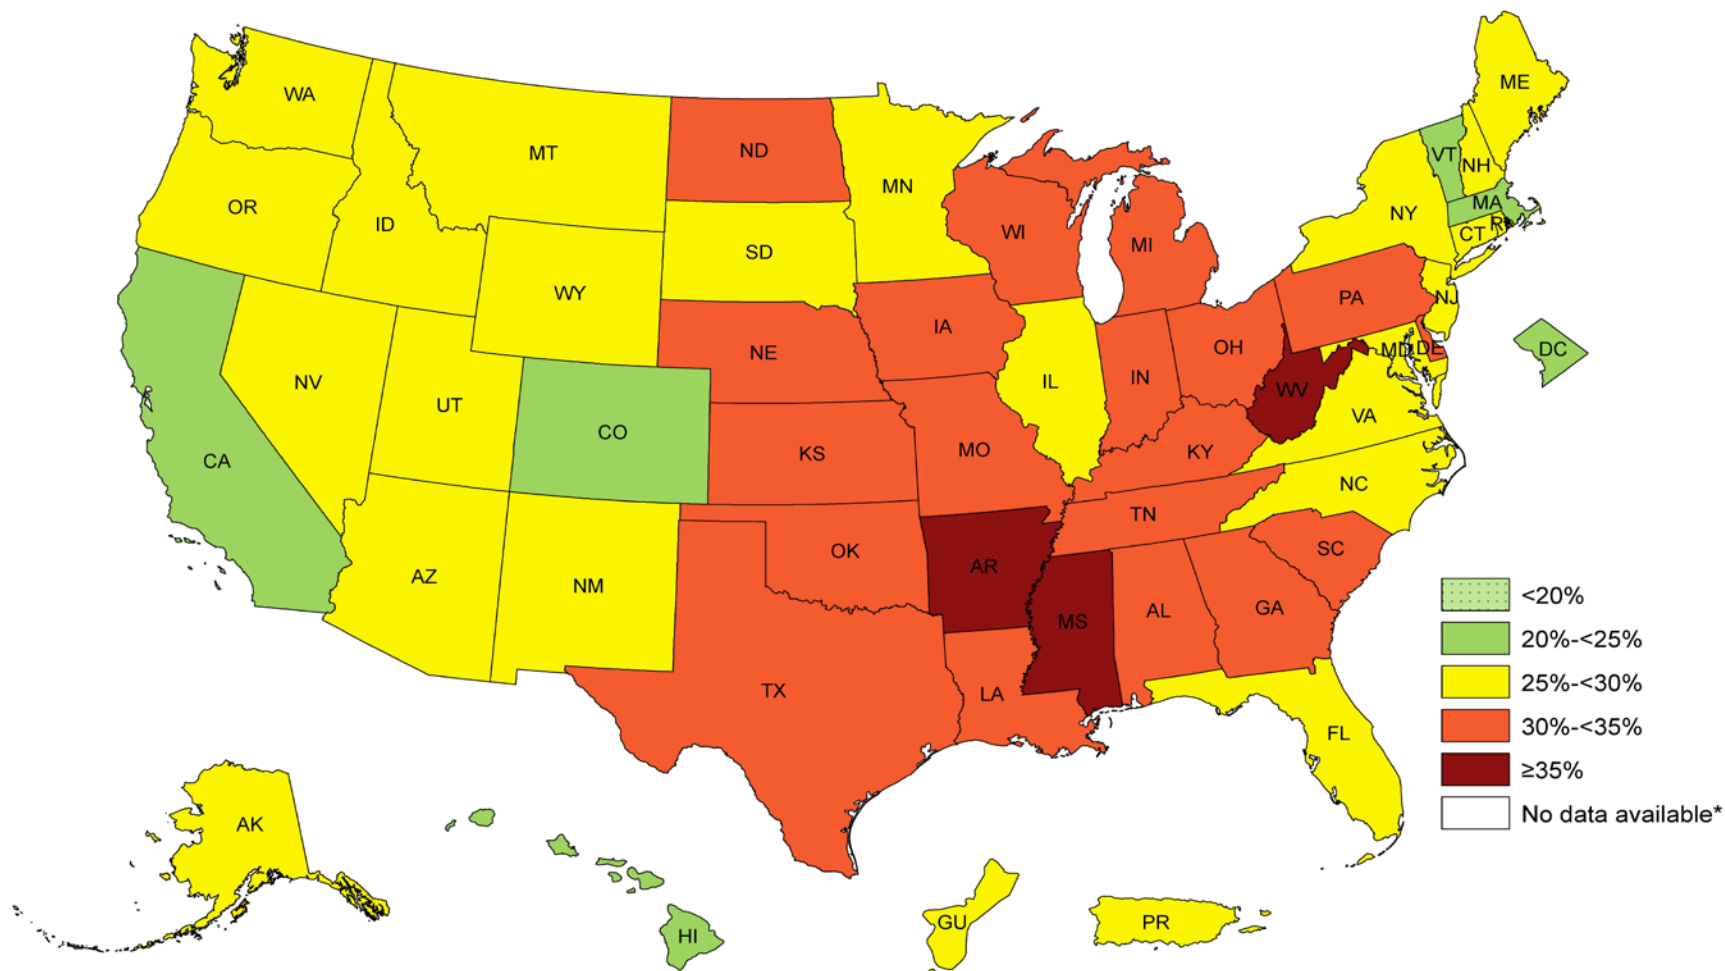 WA
ME
MT
ND
VT
NH
MN
OR
ID
MA
NY
WI
CT
RI
MI
SD
WY
PA
NJ
IA
NE
OH
MD
DE
DC
NV
UT
IL
IN
WV
VA
CO
KS
MO
KY
CA
NC
TN
OK
SC
AZ
NM
AR
AL
GA
MS
TX
LA
FL
<20%
20%-<25%
25%-<30%
30%-<35%
≥35%
No data available*
AK
HI
GU
PR